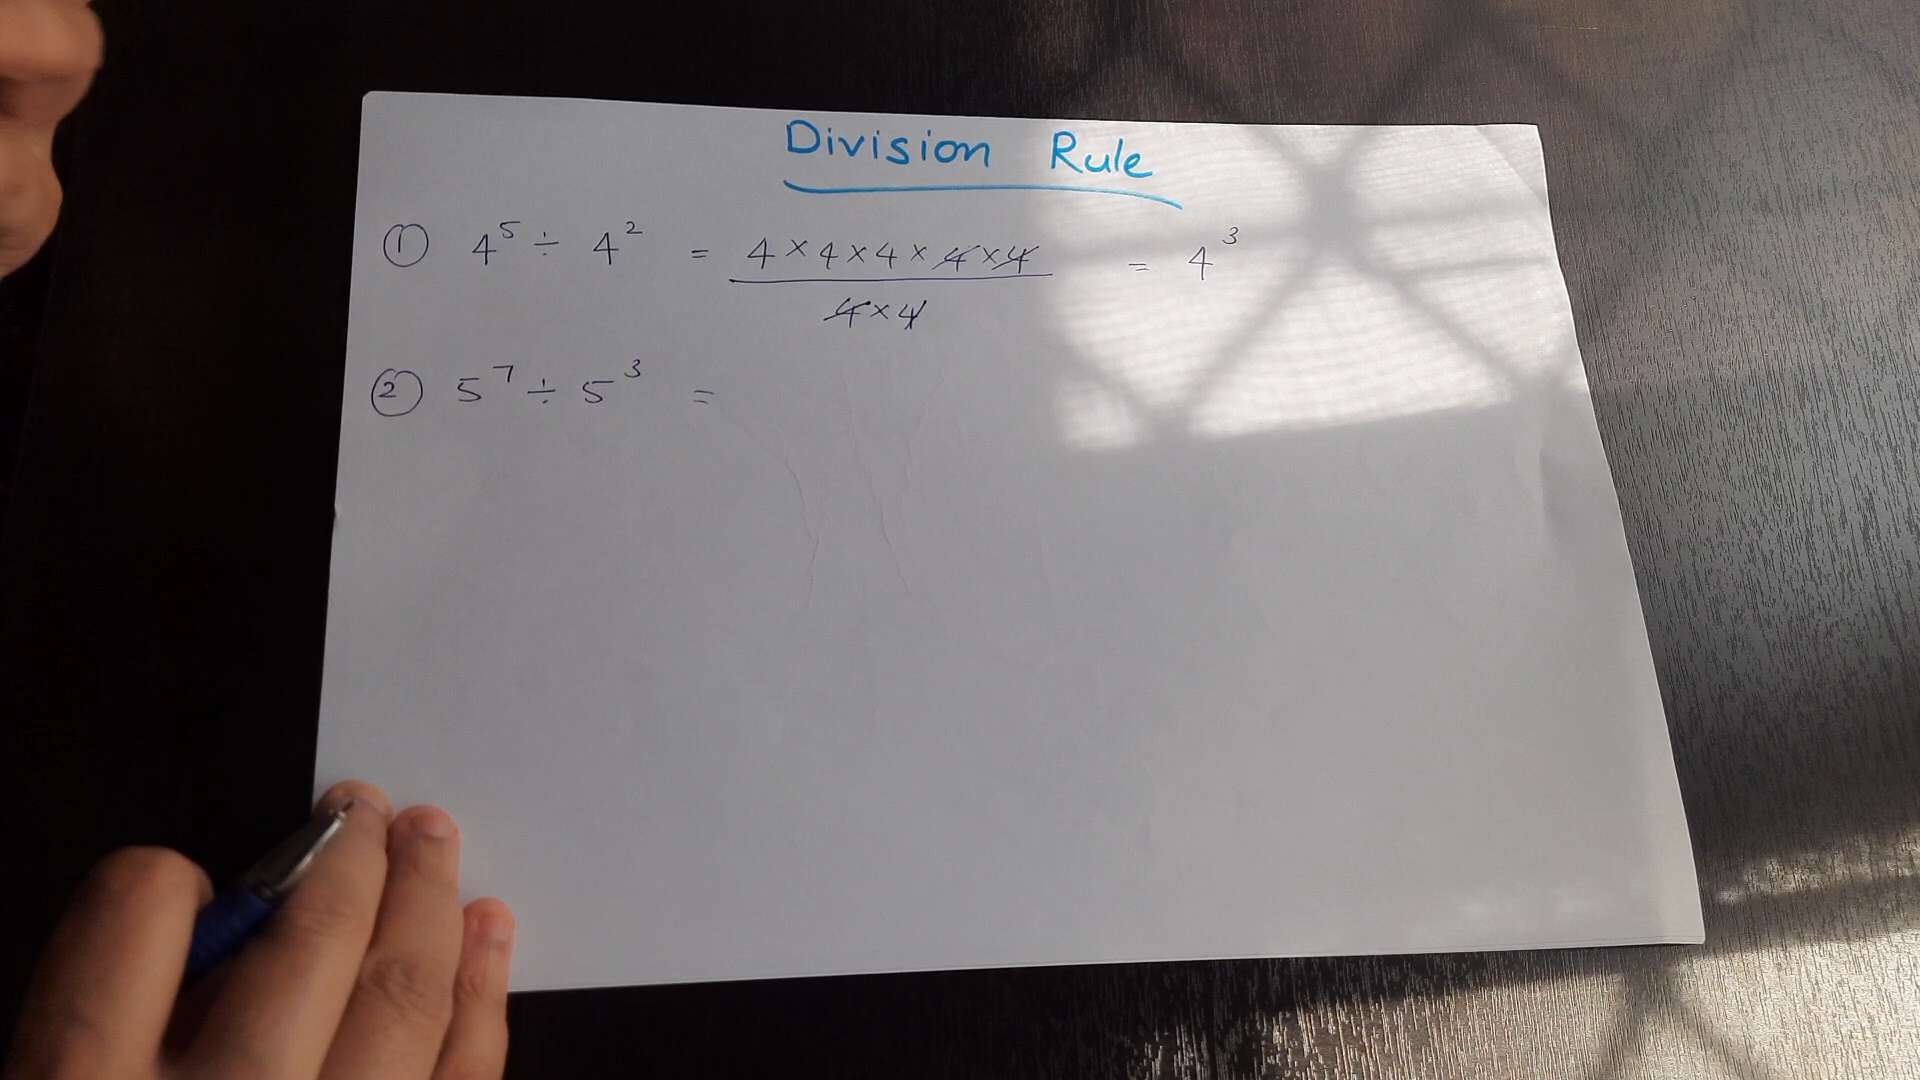 Division Rule
① 4⁵ ÷ 4² = 4×4×4×4×4 / 4×4 = 4³
② 5⁷ ÷ 5³ =